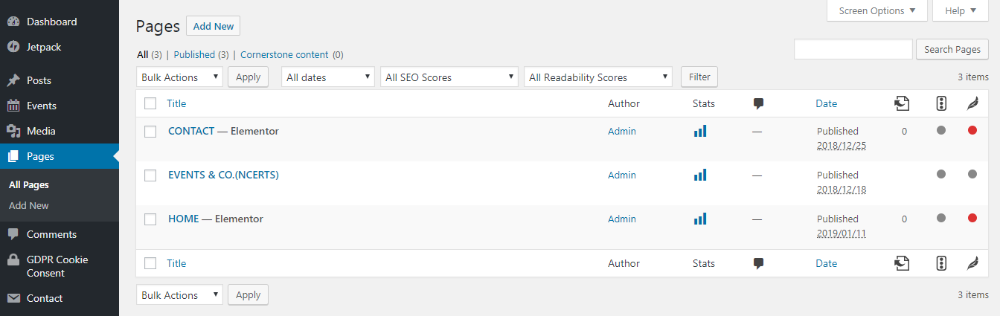 Dashboard
Jetpack
Posts
Events
Media
Pages
All Pages
Add New
Comments
GDPR Cookie
Consent
Contact
Screen Options
Help
Pages Add New
All (3) | Published (3) | Cornerstone content (0)
Search Pages
Bulk Actions Apply All dates All SEO Scores All Readability Scores Filter 3 items
Title Author Stats Date
CONTACT — Elementor Admin — Published 0
2018/12/25
EVENTS & CO.(NCERTS) Admin — Published
2018/12/18
HOME — Elementor Admin — Published 0
2019/01/11
Title Author Stats Date
Bulk Actions Apply 3 items